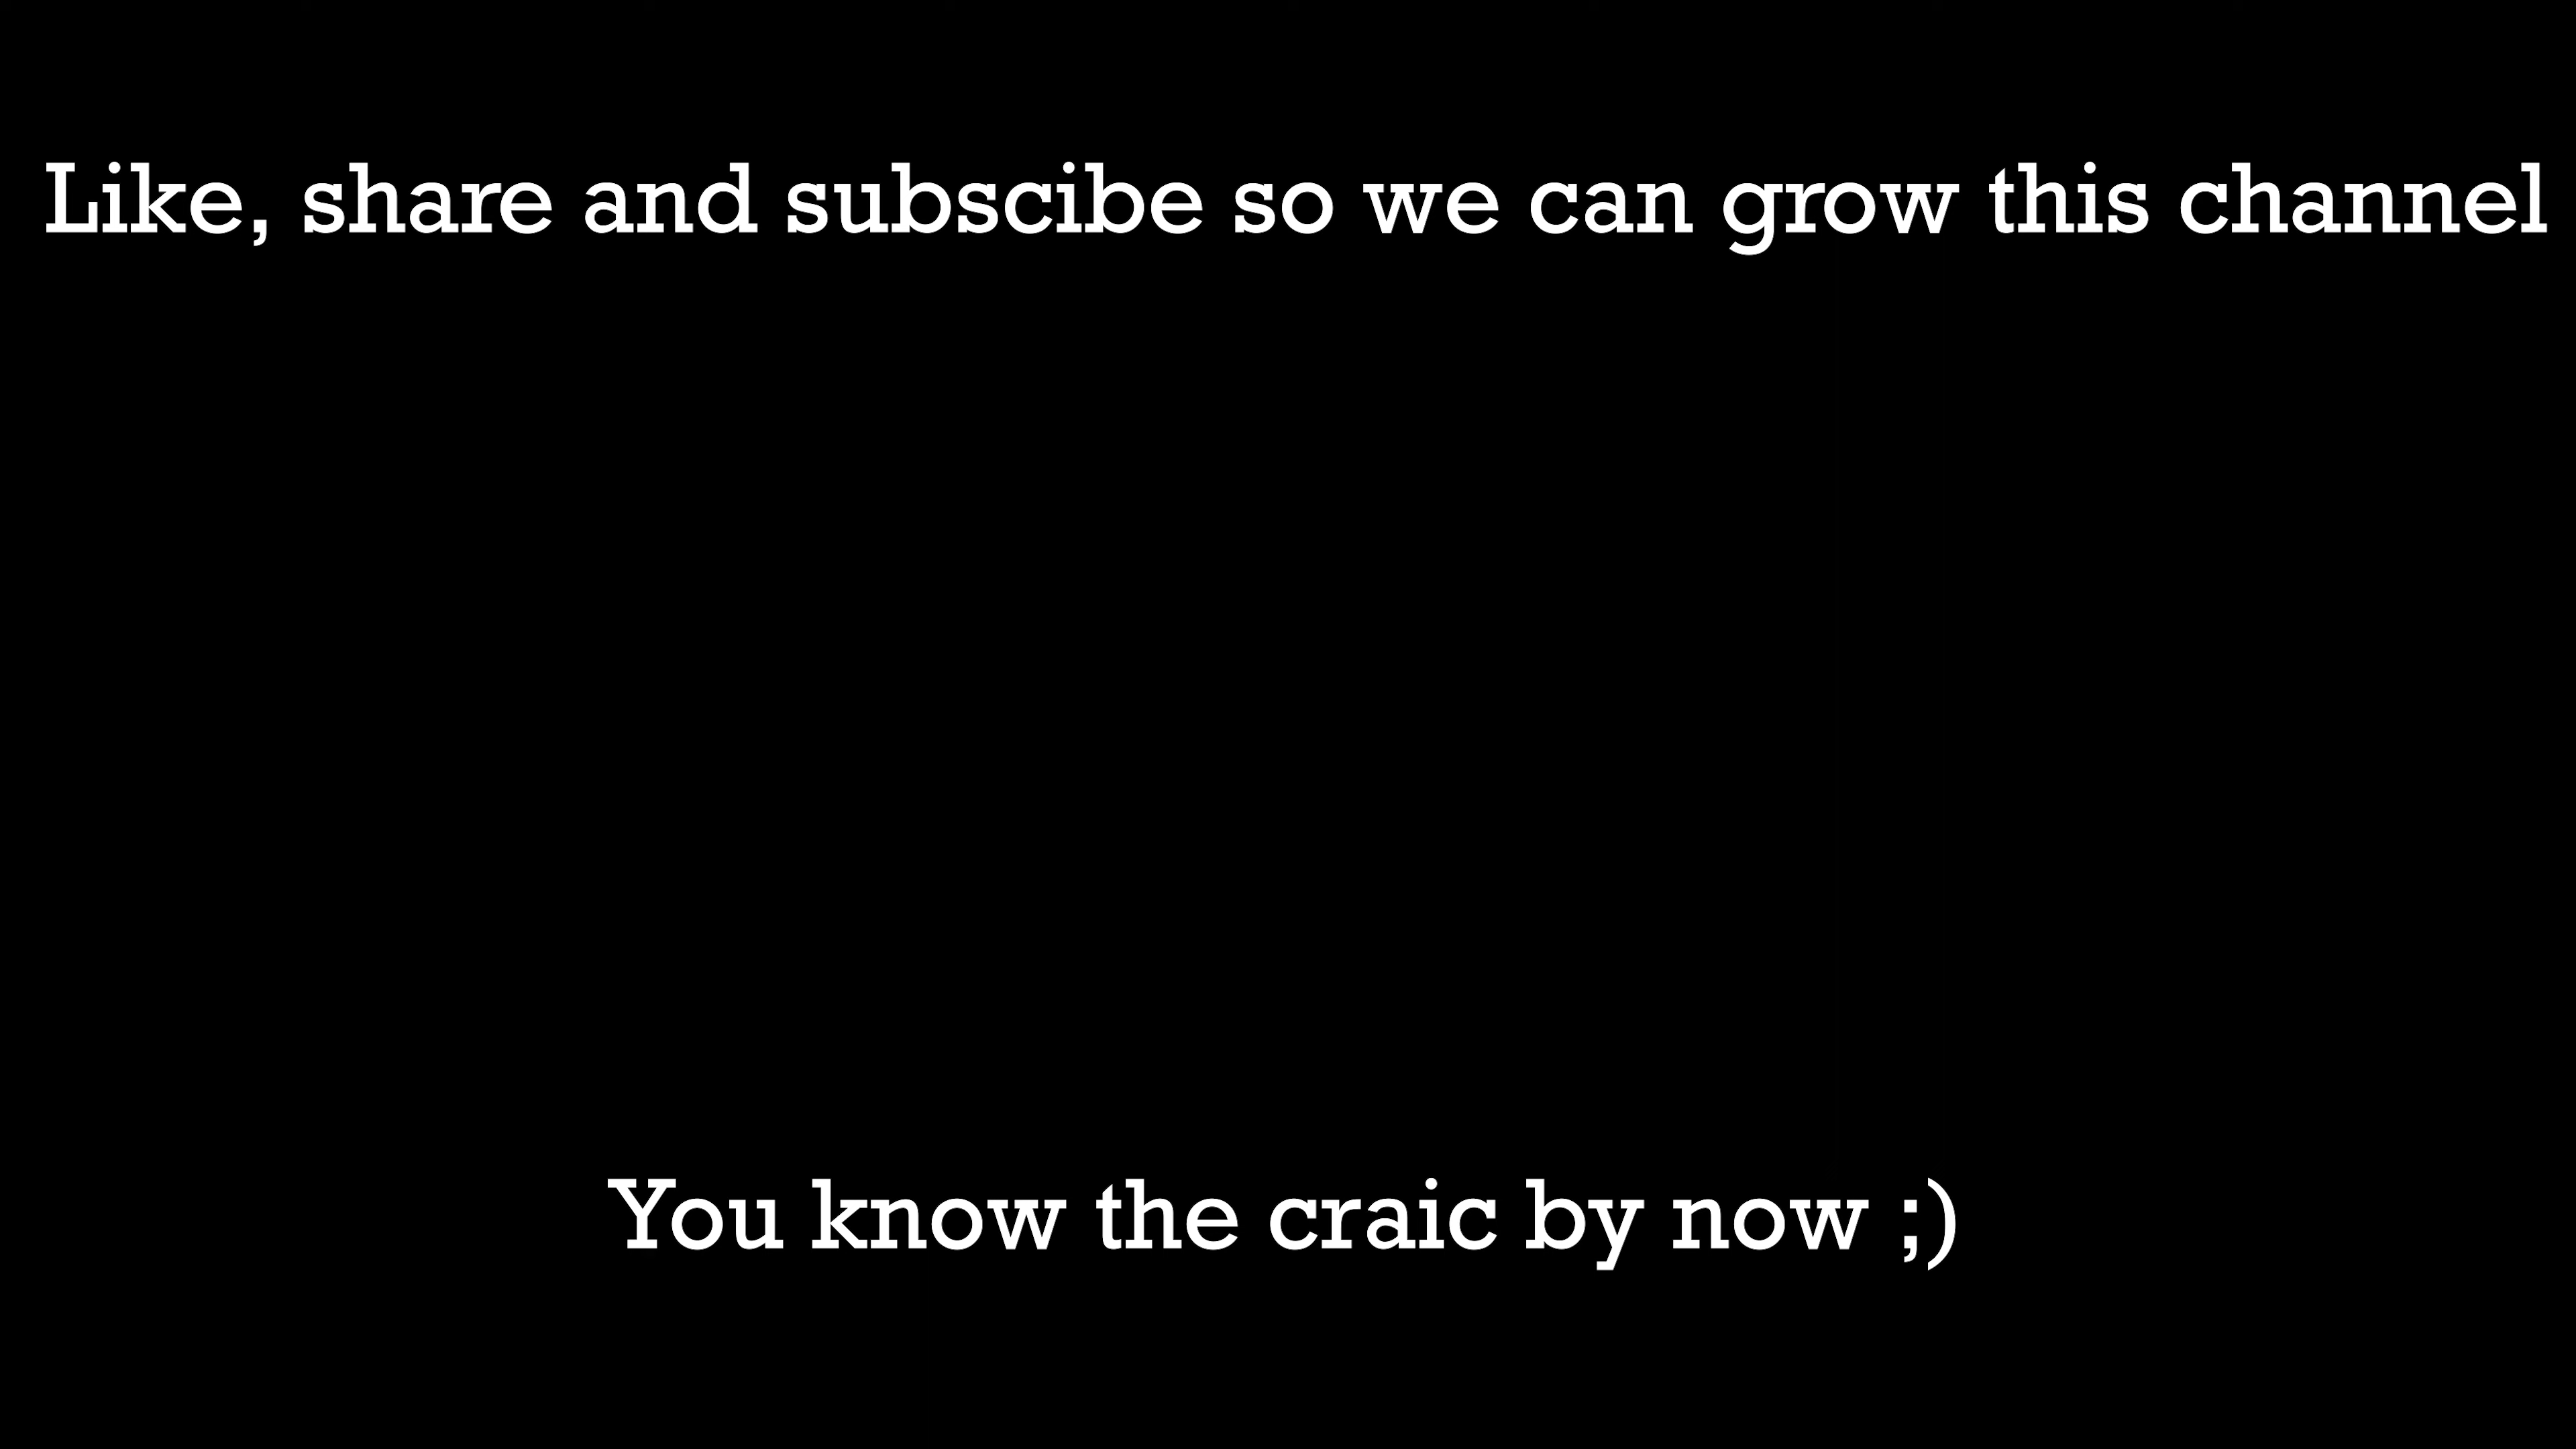 Like, share and subscibe so we can grow this channel
You know the craic by now ;)